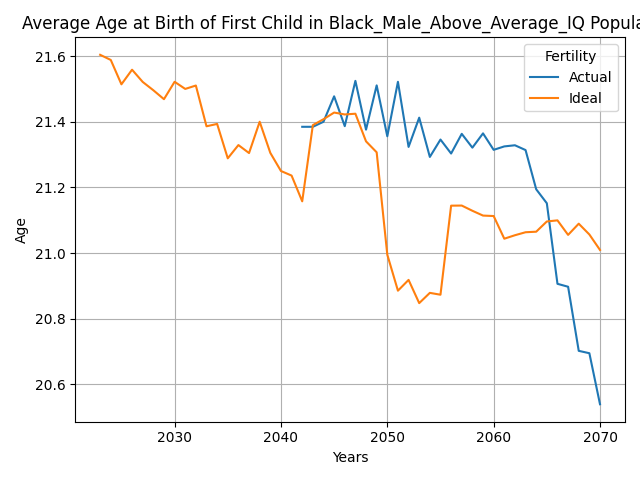 Average Age at Birth of First Child in Black_Male_Above_Average_IQ Popula
Fertility
Actual
Ideal
Age
21.6
21.4
21.2
21.0
20.8
20.6
2030 2040 2050 2060 2070
Years